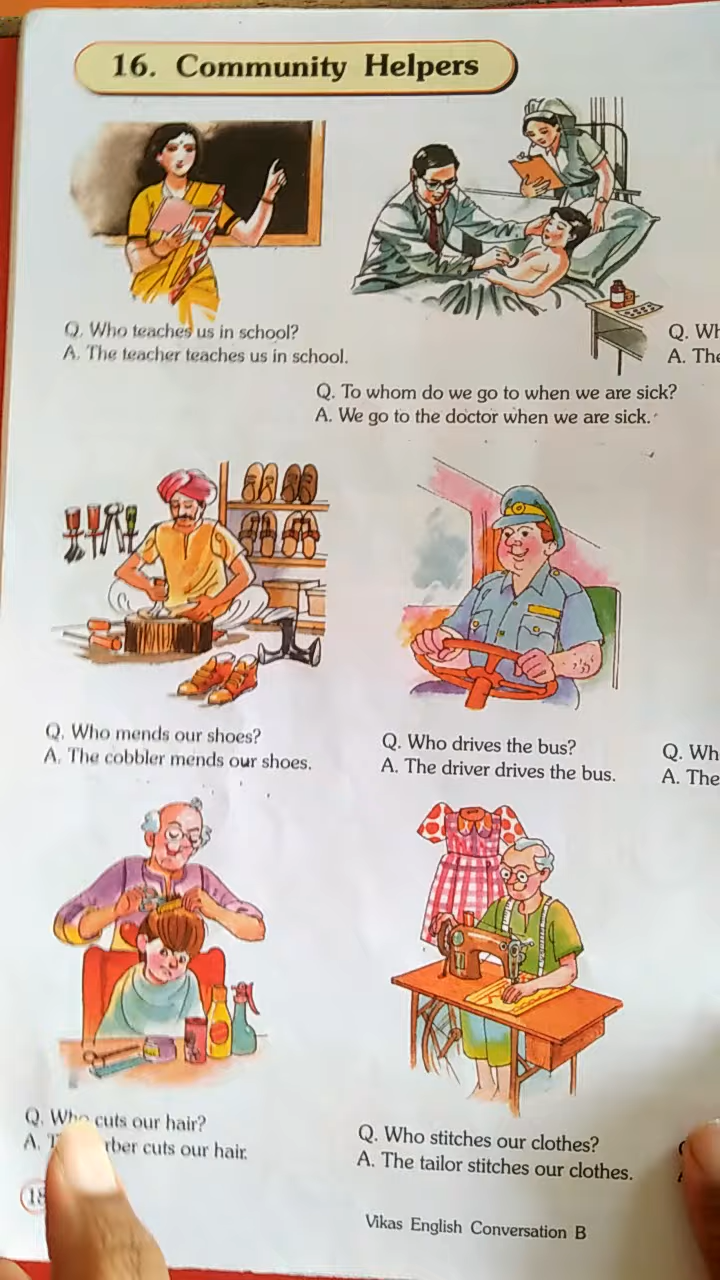 16. Community Helpers
Q. Who teaches us in school?
A. The teacher teaches us in school.
Q. To whom do we go to when we are sick?
A. We go to the doctor when we are sick.
Q. Who mends our shoes?
A. The cobbler mends our shoes.
Q. Who drives the bus?
A. The driver drives the bus.
Q. Who cuts our hair?
A. cuts our hair.
Q. Who stitches our clothes?
A. The tailor stitches our clothes.
18
Vikas English Conversation B
Q.
A. The
Q.
A. The